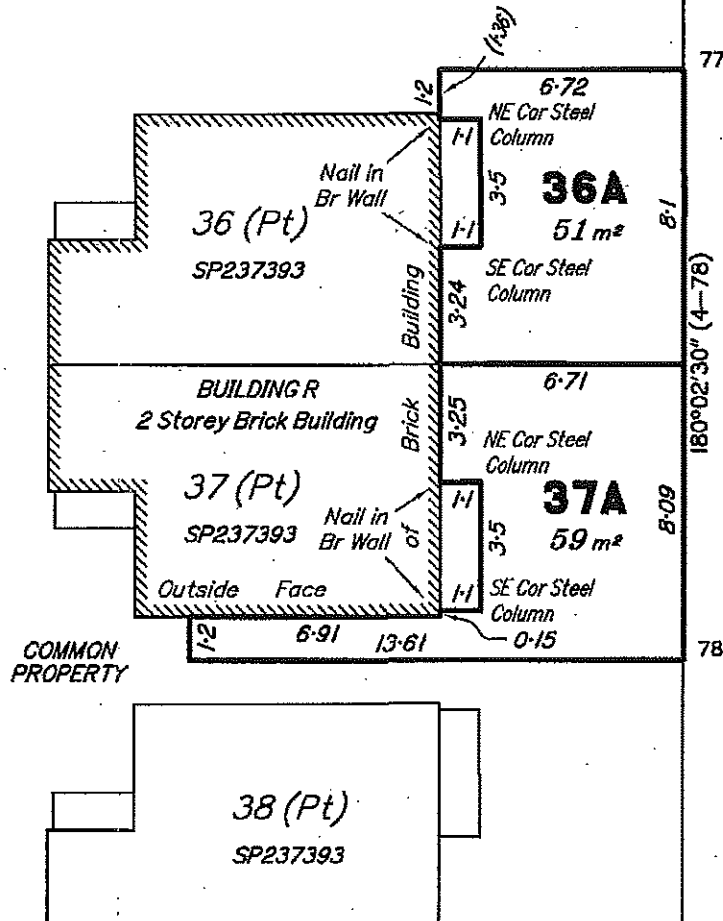 (1·36)
77
1·2
6·72
NE Cor Steel
Column
1·1
3·5
36A
51 m²
8·1
Nail in
Br Wall
36 (Pt)
SP237393
1·1
SE Cor Steel
Column
3·24
Building
180°02'30" (4–78)
6·71
BUILDING R
2 Storey Brick Building
Brick
3·25
NE Cor Steel
Column
37 (Pt)
SP237393
Nail in
Br Wall
of
1·1
3·5
37A
59 m²
8·09
1·1
SE Cor Steel
Column
Outside Face
1·2
6·91
13·61
0·15
78
COMMON
PROPERTY
38 (Pt)
SP237393